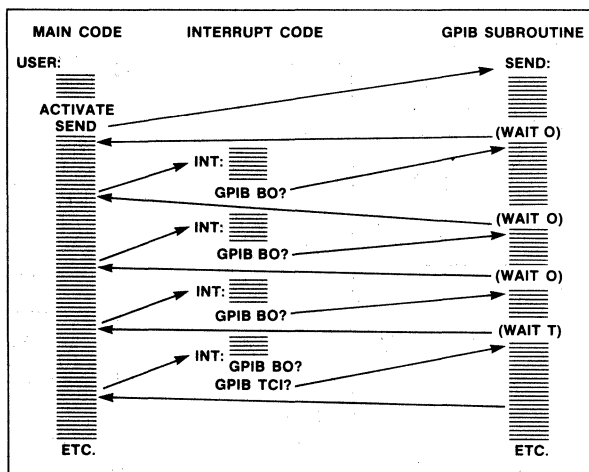 MAIN CODE INTERRUPT CODE GPIB SUBROUTINE
USER: SEND:
ACTIVATE
SEND
(WAIT O)
INT:
GPIB BO?
(WAIT O)
INT:
GPIB BO?
(WAIT O)
INT:
GPIB BO?
(WAIT T)
INT:
GPIB BO?
GPIB TCI?
ETC. ETC.